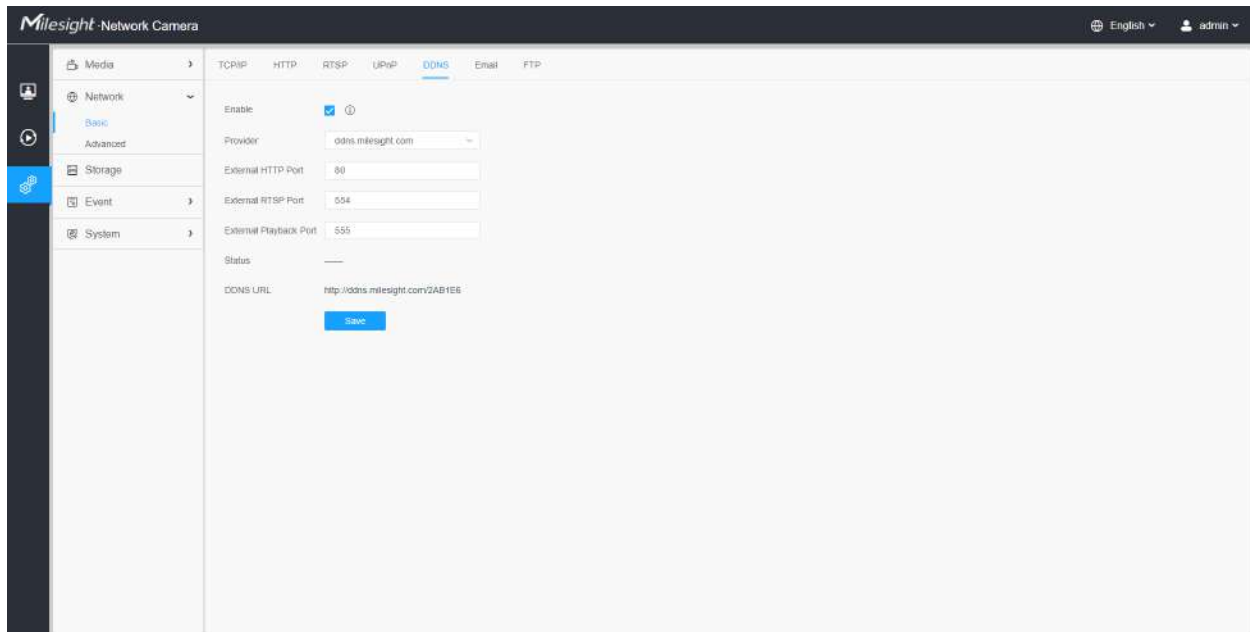 Milesight ·Network Camera
English
admin
Media
TCP/IP HTTP RTSP UPnP DDNS Email FTP
Network
Basic
Advanced
Storage
Event
System
Enable
Provider ddns.milesight.com
External HTTP Port 80
External RTSP Port 554
External Playback Port 555
Status ——
DDNS URL http://ddns.milesight.com/2AB1E6
Save